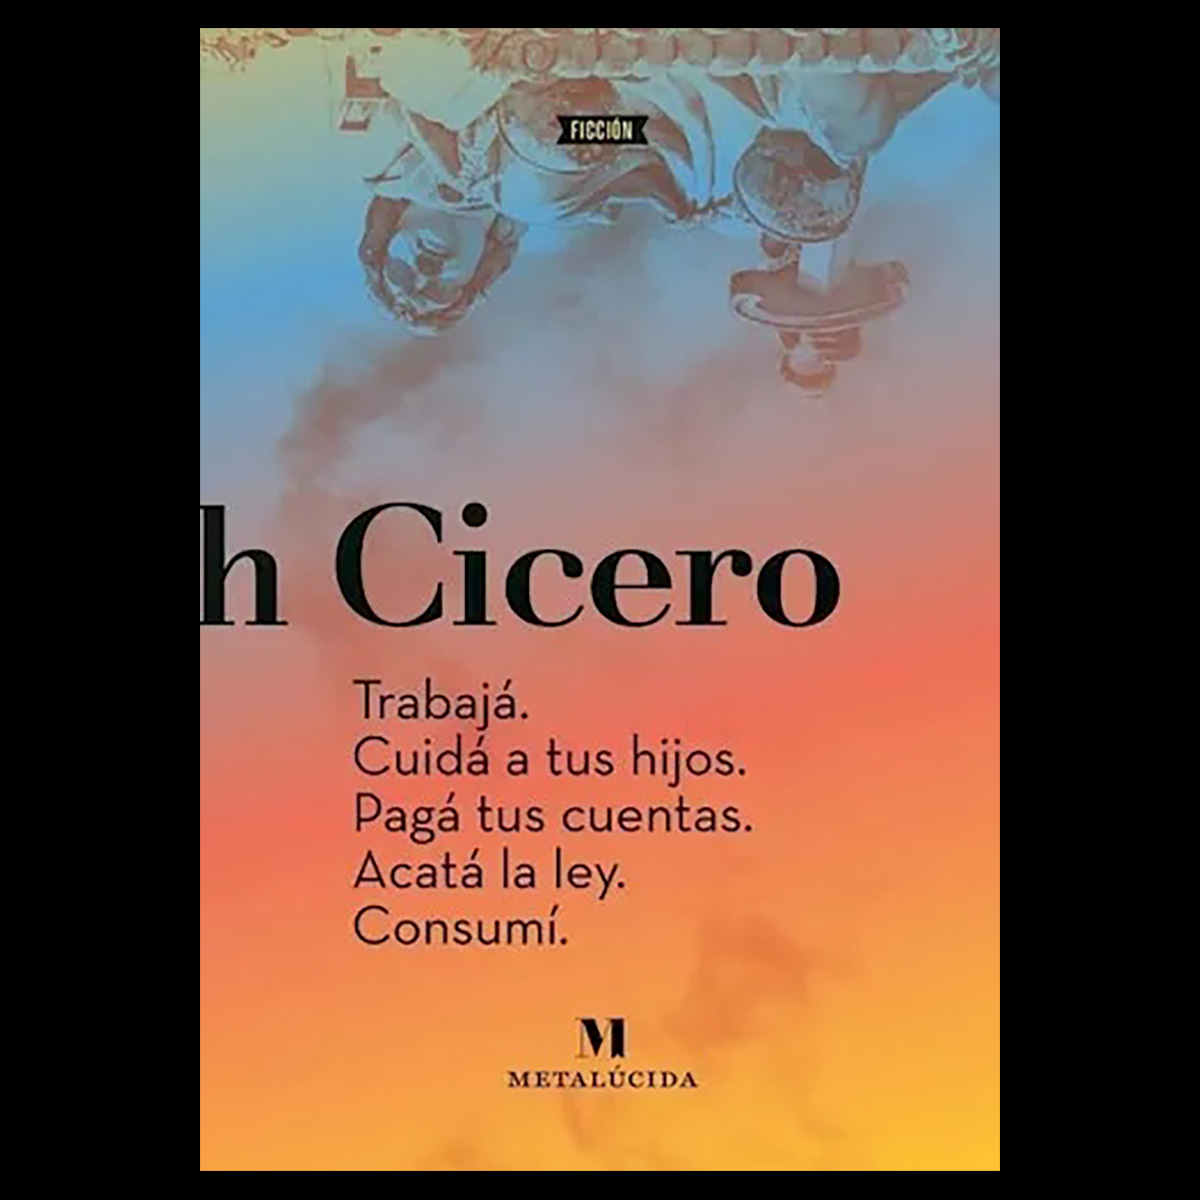 FICCIÓN
h Cicero
Trabajá.
Cuidá a tus hijos.
Pagá tus cuentas.
Acatá la ley.
Consumí.
M
METALÚCIDA